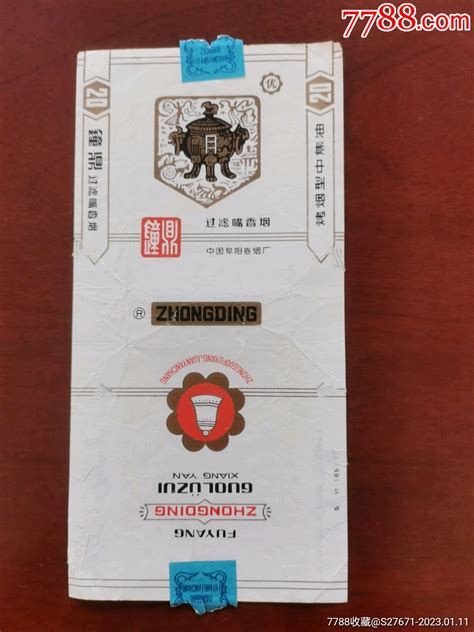 7788.com
优
20
鐘鼎 过滤嘴香烟
20
烤烟型中焦油
鐘鼎
过滤嘴香烟
中国阜阳卷烟厂
® ZHONGDING
ZHONGGUOFUYANGJUANYANCHANG
XIANG YAN
GUOLÜZUI
ZHONGDING
FUYANG
7788收藏@S27671-2023.01.11